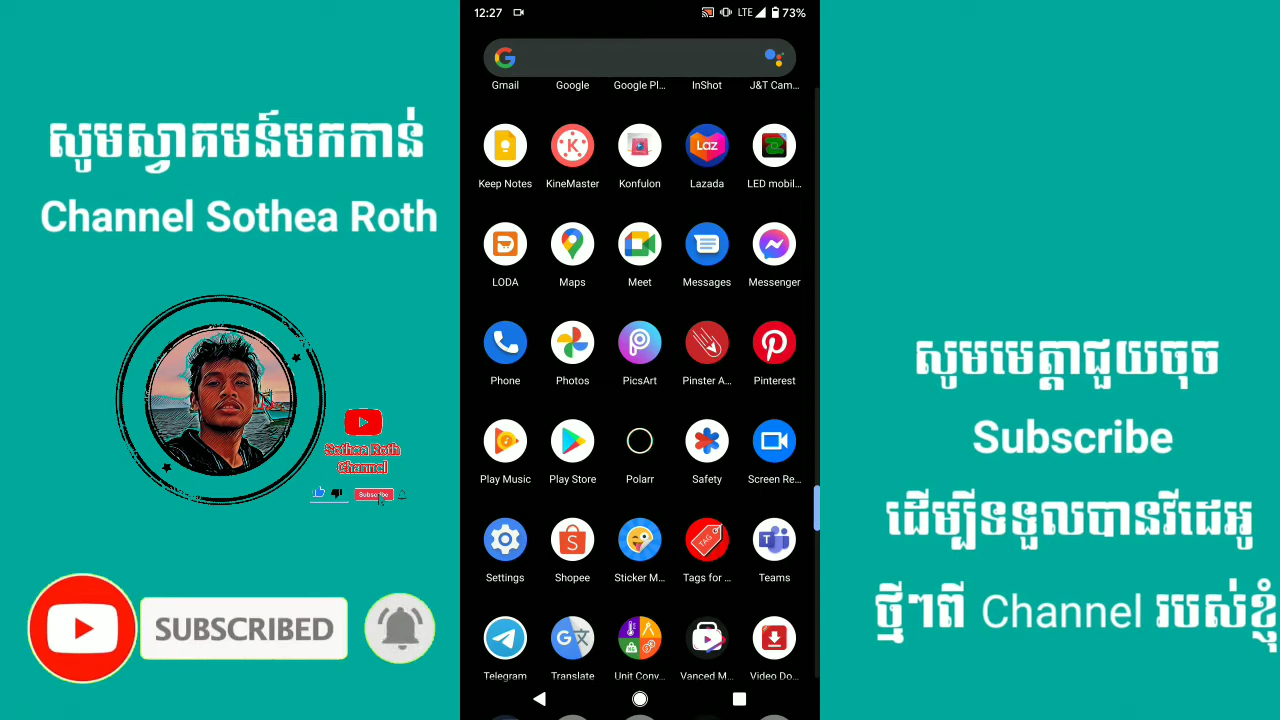 សូមស្វាគមន៍មកកាន់
Channel Sothea Roth
Sothea Roth
Channel
Subscribe
SUBSCRIBED
12:27
LTE
73%
Gmail Google Google Pl... InShot J&T Cam...
Keep Notes KineMaster Konfulon Lazada LED mobil...
LODA Maps Meet Messages Messenger
Phone Photos PicsArt Pinster A... Pinterest
Play Music Play Store Polarr Safety Screen Re...
Settings Shopee Sticker M... Tags for ... Teams
Telegram Translate Unit Conv... Vanced M... Video Do...
សូមមេត្តាជួយចុច
Subscribe
ដើម្បីទទួលបានវីដេអូ
ថ្មីៗពី Channel របស់ខ្ញុំ